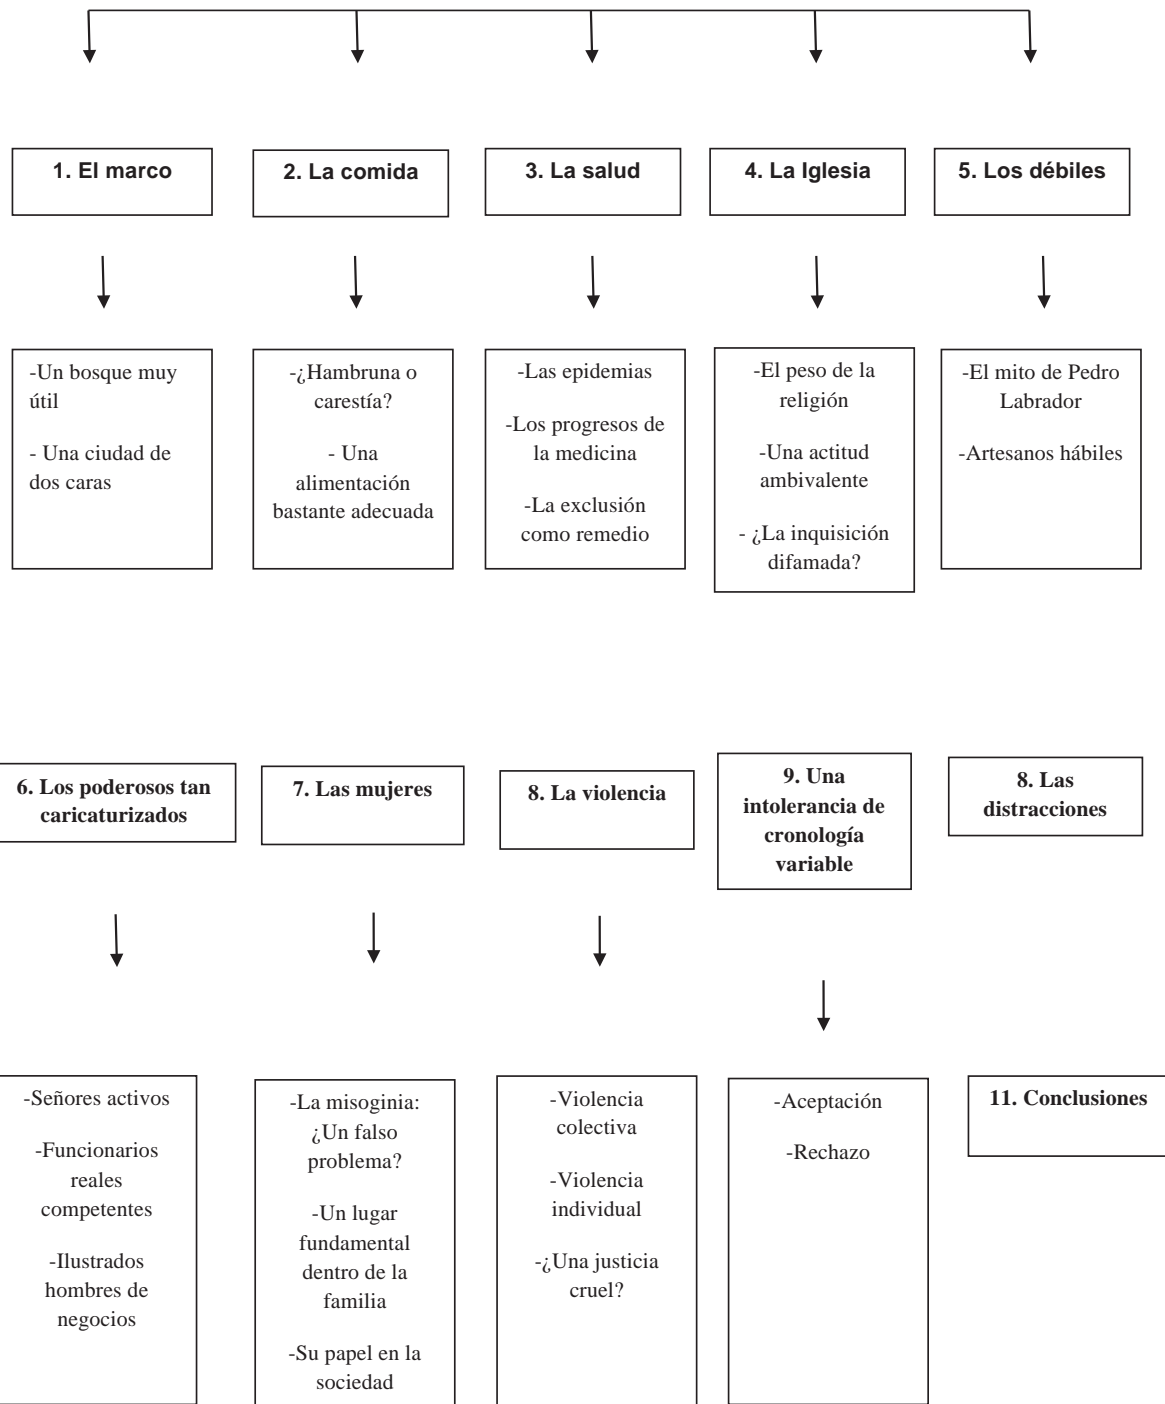 1. El marco
2. La comida
3. La salud
4. La Iglesia
5. Los débiles
-Un bosque muy
útil
- Una ciudad de
dos caras
-¿Hambruna o
carestía?
- Una
alimentación
bastante adecuada
-Las epidemias
-Los progresos de
la medicina
-La exclusión
como remedio
-El peso de la
religión
-Una actitud
ambivalente
- ¿La inquisición
difamada?
-El mito de Pedro
Labrador
-Artesanos hábiles
6. Los poderosos tan
caricaturizados
7. Las mujeres
8. La violencia
9. Una
intolerancia de
cronología
variable
8. Las
distracciones
-Señores activos
-Funcionarios
reales
competentes
-Ilustrados
hombres de
negocios
-La misoginia:
¿Un falso
problema?
-Un lugar
fundamental
dentro de la
familia
-Su papel en la
sociedad
-Violencia
colectiva
-Violencia
individual
-¿Una justicia
cruel?
-Aceptación
-Rechazo
11. Conclusiones